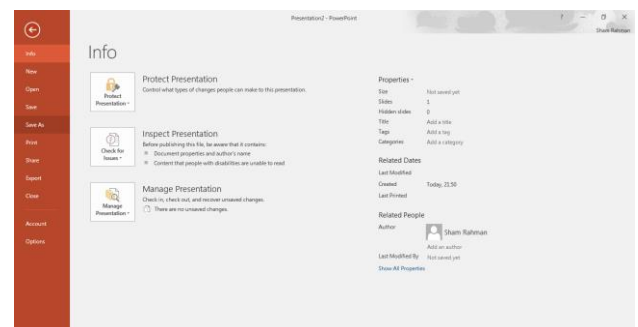 Presentation2 - PowerPoint
?
Sham Rahman
Info
New
Open
Save
Save As
Print
Share
Export
Close
Account
Options
Info
Protect Presentation
Control what types of changes people can make to this presentation.
Protect
Presentation
Inspect Presentation
Before publishing this file, be aware that it contains:
Document properties and author's name
Content that people with disabilities are unable to read
Check for
Issues
Manage Presentation
Check in, check out, and recover unsaved changes.
There are no unsaved changes.
Manage
Presentation
Properties
Size Not saved yet
Slides 1
Hidden slides 0
Title Add a title
Tags Add a tag
Categories Add a category
Related Dates
Last Modified
Created Today, 21:50
Last Printed
Related People
Author Sham Rahman
Add an author
Last Modified By Not saved yet
Show All Properties